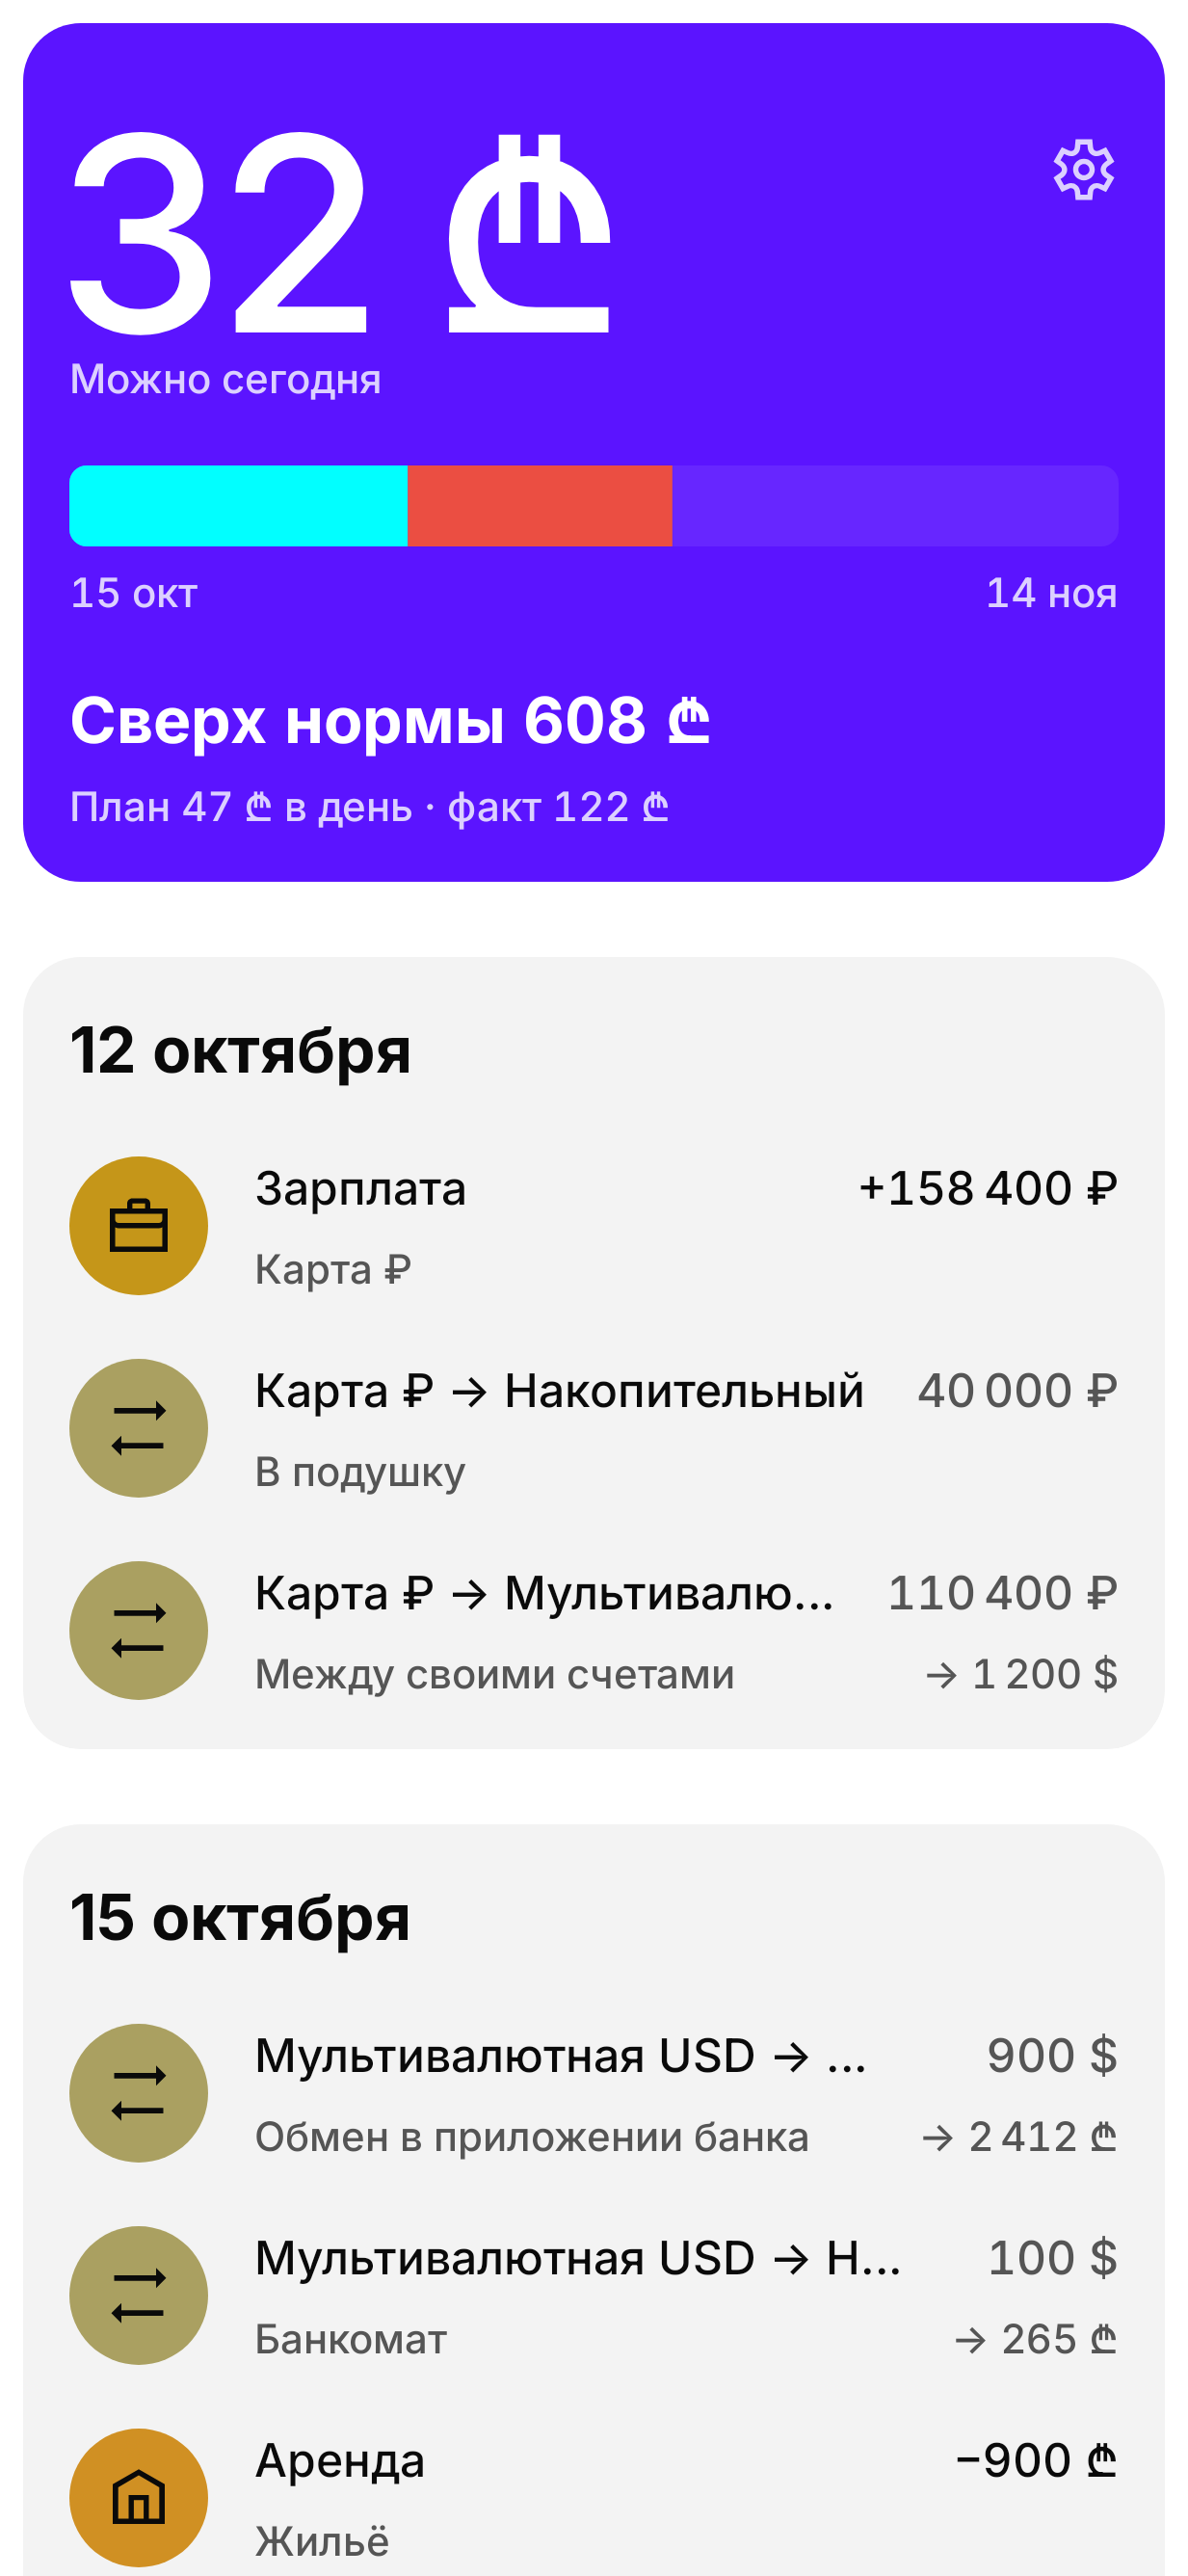 32 ₾
Можно сегодня
15 окт
14 ноя
Сверх нормы 608 ₾
План 47 ₾ в день · факт 122 ₾
12 октября
Зарплата
+158 400 ₽
Карта ₽
Карта ₽ → Накопительный
40 000 ₽
В подушку
Карта ₽ → Мультивалю...
110 400 ₽
Между своими счетами
→ 1 200 $
15 октября
Мультивалютная USD → ...
900 $
Обмен в приложении банка
→ 2 412 ₾
Мультивалютная USD → Н...
100 $
Банкомат
→ 265 ₾
Аренда
−900 ₾
Жильё